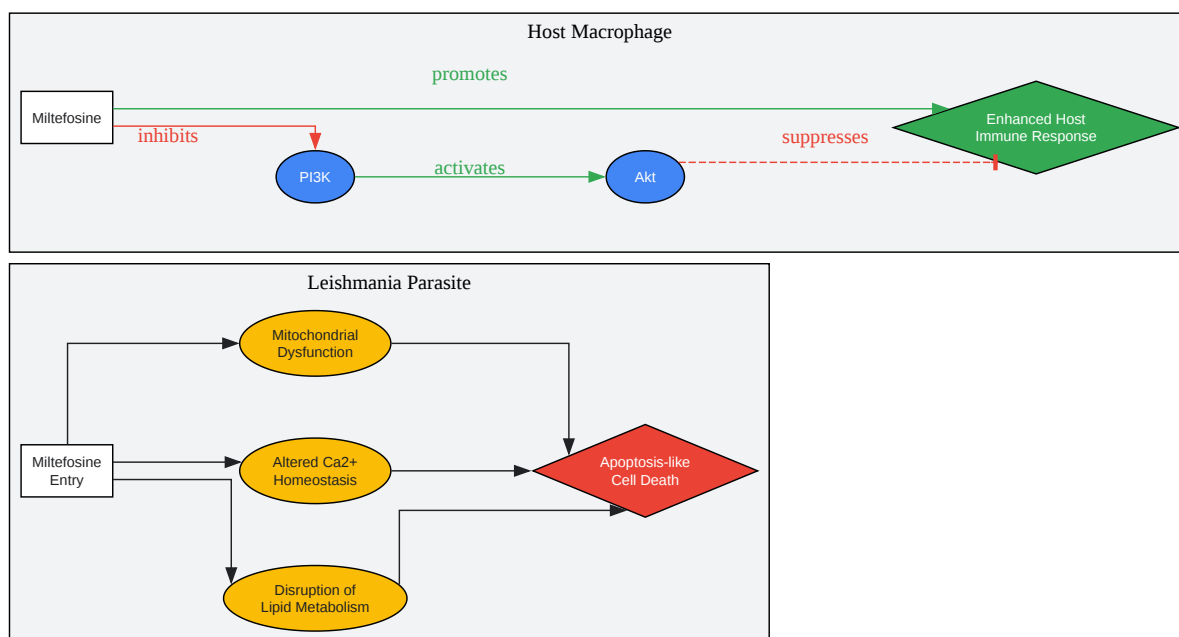 Host Macrophage
promotes
Miltefosine
inhibits
Enhanced Host
Immune Response
suppresses
PI3K
activates
Akt
Leishmania Parasite
Mitochondrial
Dysfunction
Miltefosine
Entry
Altered Ca2+
Homeostasis
Apoptosis-like
Cell Death
Disruption of
Lipid Metabolism